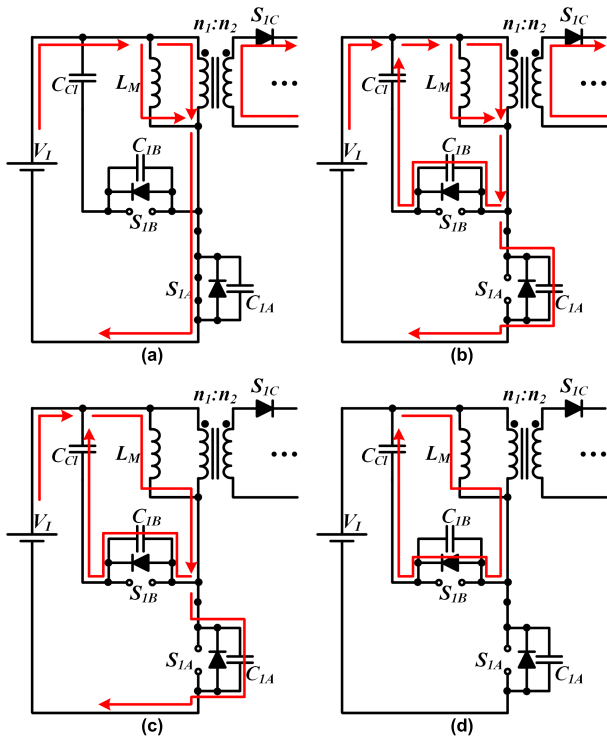 n1:n2
S1C
CCl
LM
...
VI
C1B
S1B
S1A
C1A
(a)
n1:n2
S1C
CCl
LM
...
VI
C1B
S1B
S1A
C1A
(b)
n1:n2
S1C
CCl
LM
...
VI
C1B
S1B
S1A
C1A
(c)
n1:n2
S1C
CCl
LM
...
VI
C1B
S1B
S1A
C1A
(d)